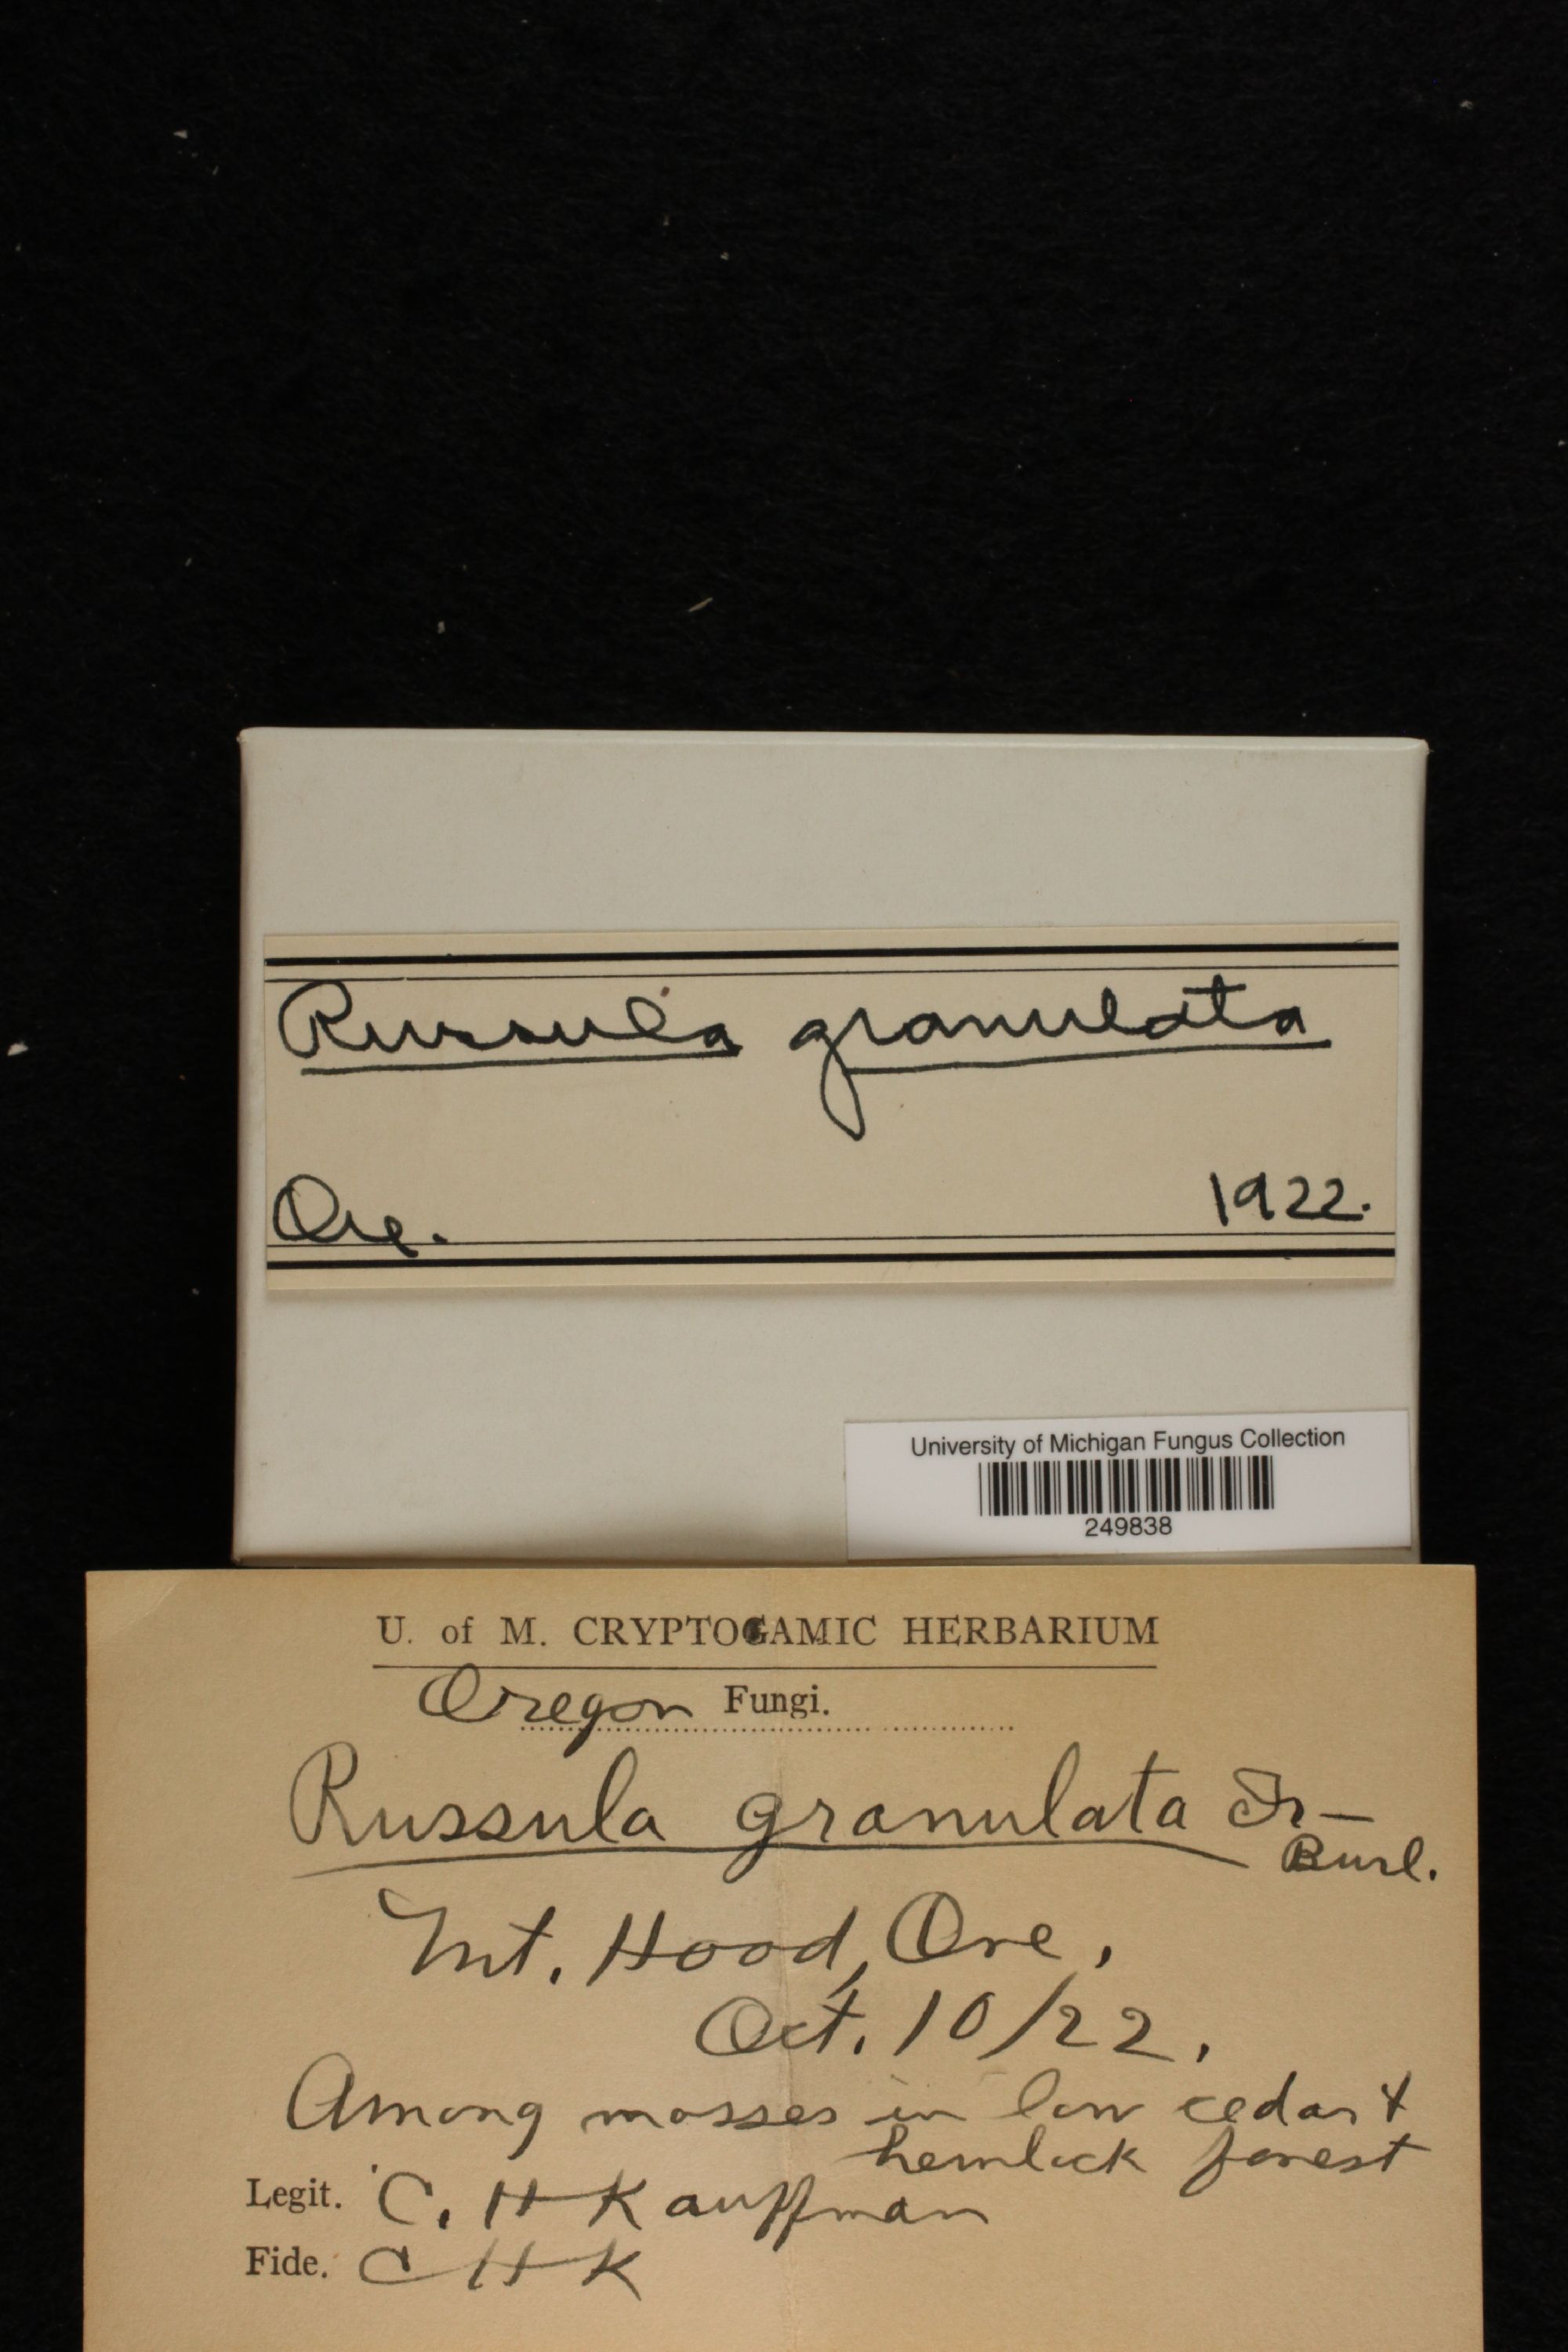 Russula granulata
Ore. 1922.
University of Michigan Fungus Collection
249838
U. of M. CRYPTOGAMIC HERBARIUM
Oregon Fungi.
Russula granulata Fr—
Burl.
Mt. Hood, Ore.
Oct. 10/22.
Among mosses in low cedar &
hemlock forest
Legit. C. H Kauffman
Fide. C H K